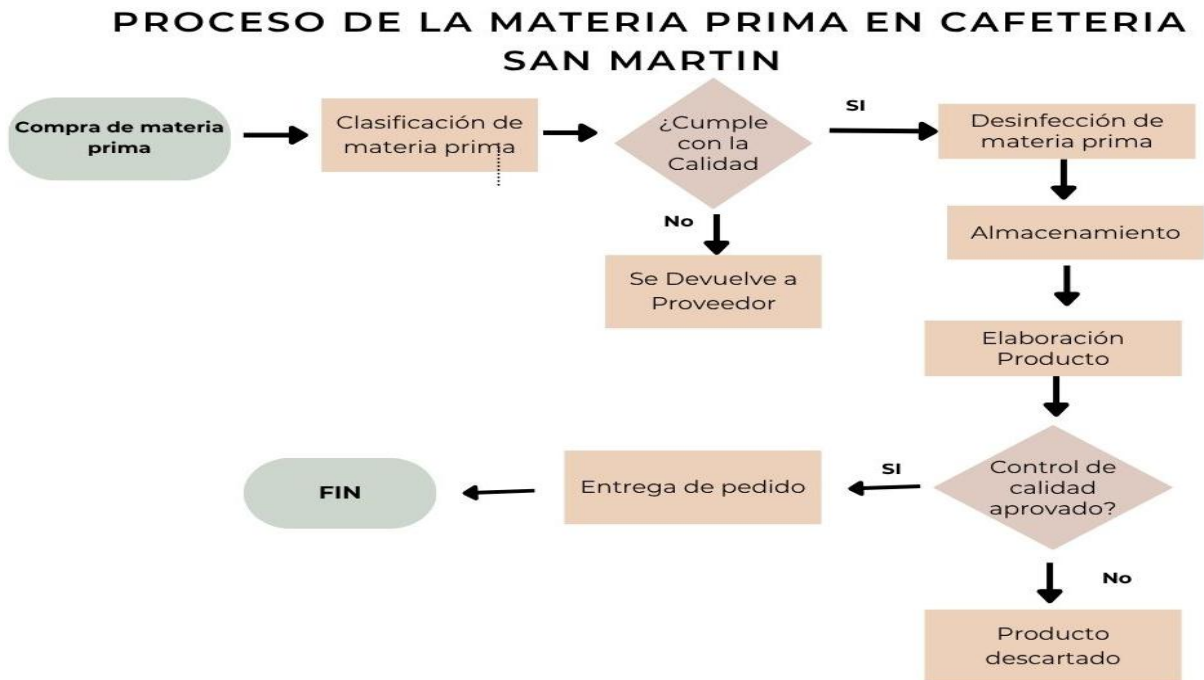 PROCESO DE LA MATERIA PRIMA EN CAFETERIA
SAN MARTIN
Compra de materia
prima
Clasificación de
materia prima
¿Cumple
con la
Calidad
SI
Desinfección de
materia prima
No
Almacenamiento
Se Devuelve a
Proveedor
Elaboración
Producto
Control de
calidad
aprovado?
SI
Entrega de pedido
FIN
No
Producto
descartado